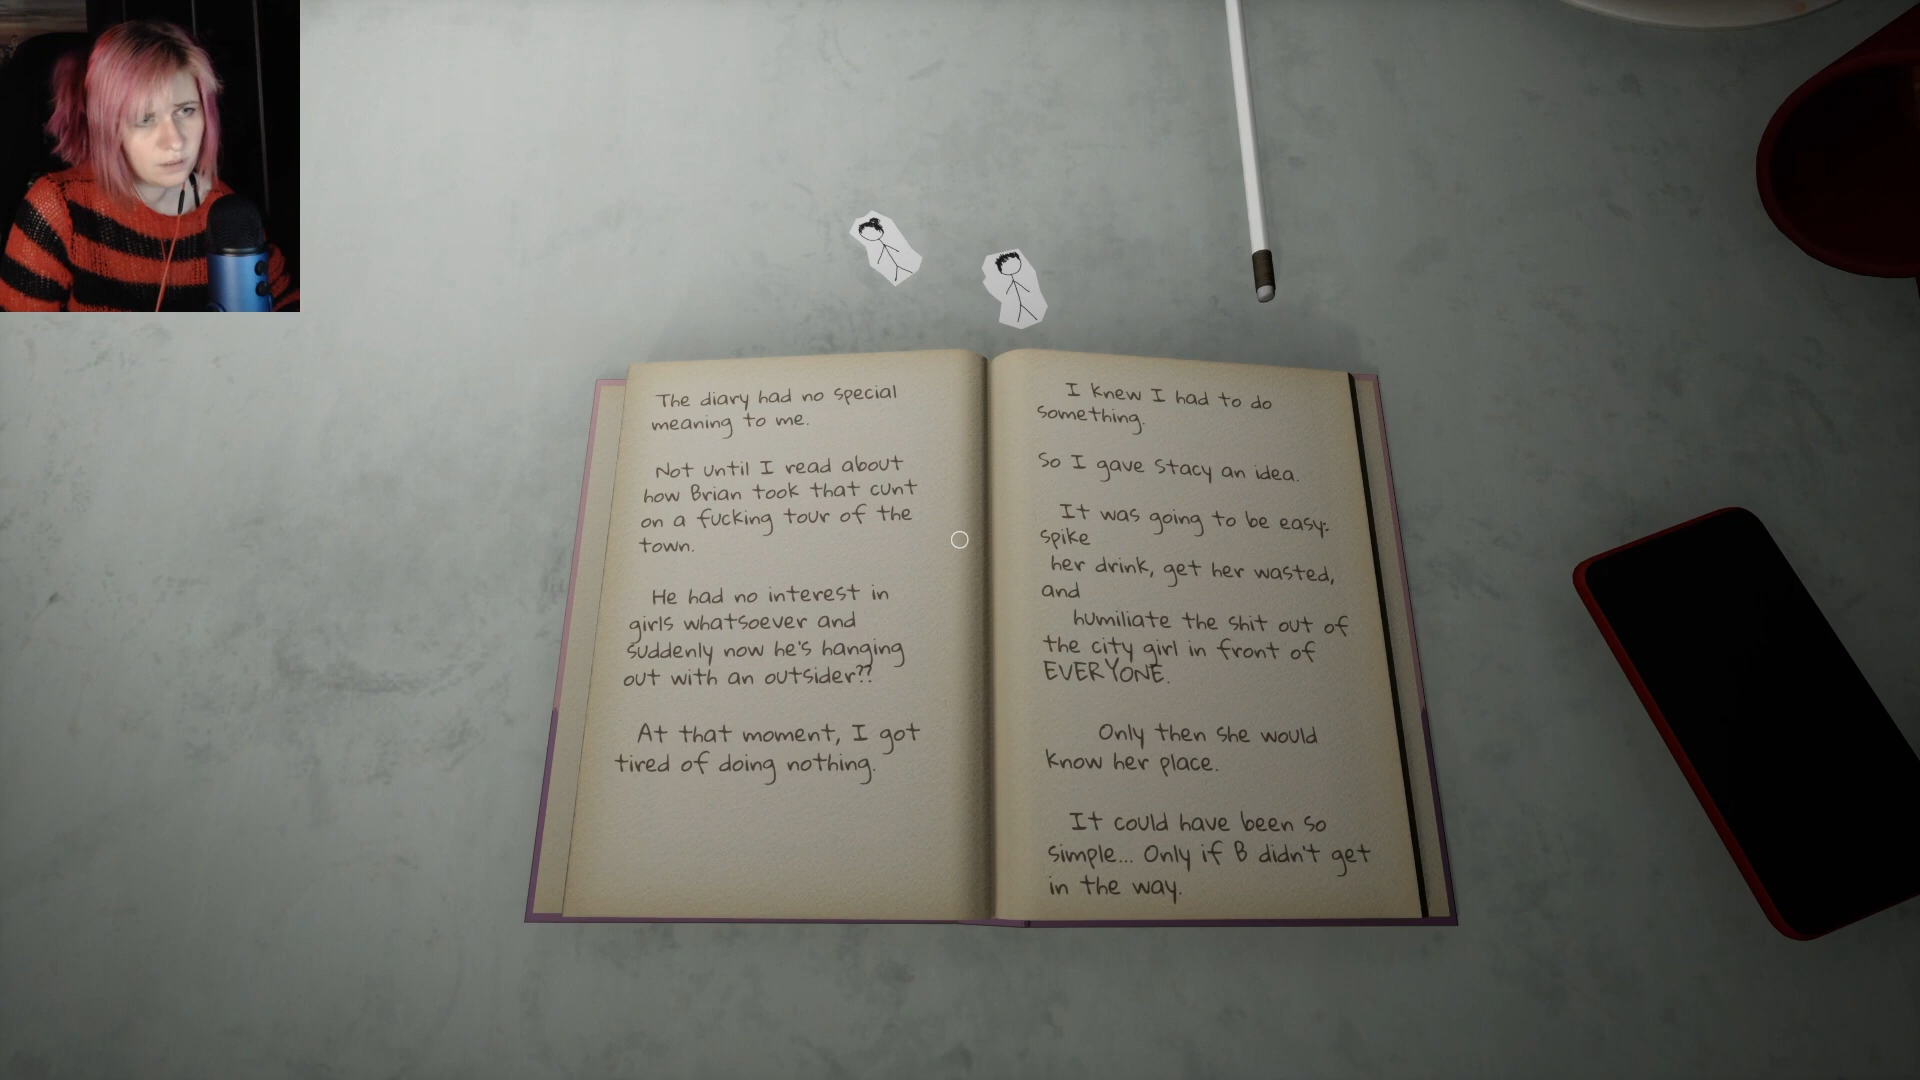 The diary had no special
meaning to me.
Not until I read about
how Brian took that cunt
on a fucking tour of the
town.
He had no interest in
girls whatsoever and
suddenly now he's hanging
out with an outsider??
At that moment, I got
tired of doing nothing.
I knew I had to do
something.
So I gave Stacy an idea.
It was going to be easy:
spike
her drink, get her wasted,
and
humiliate the shit out of
the city girl in front of
EVERYONE.
Only then she would
know her place.
It could have been so
simple... Only if B didn't get
in the way.